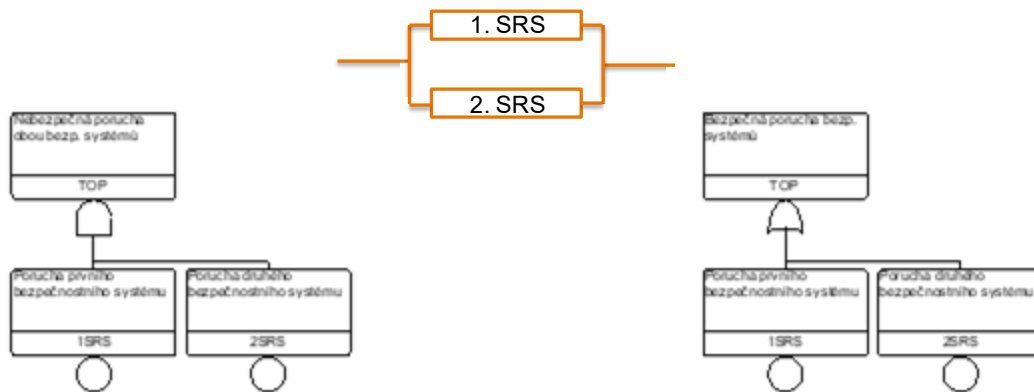 1. SRS
2. SRS
Nebezpečná porucha
obou bezp. systémů
TOP
Porucha prvního
bezpečnostního systému
1SRS
Porucha druhého
bezpečnostního systému
2SRS
Bezpečná porucha bezp.
systémů
TOP
Porucha prvního
bezpečnostního systému
1SRS
Porucha druhého
bezpečnostního systému
2SRS